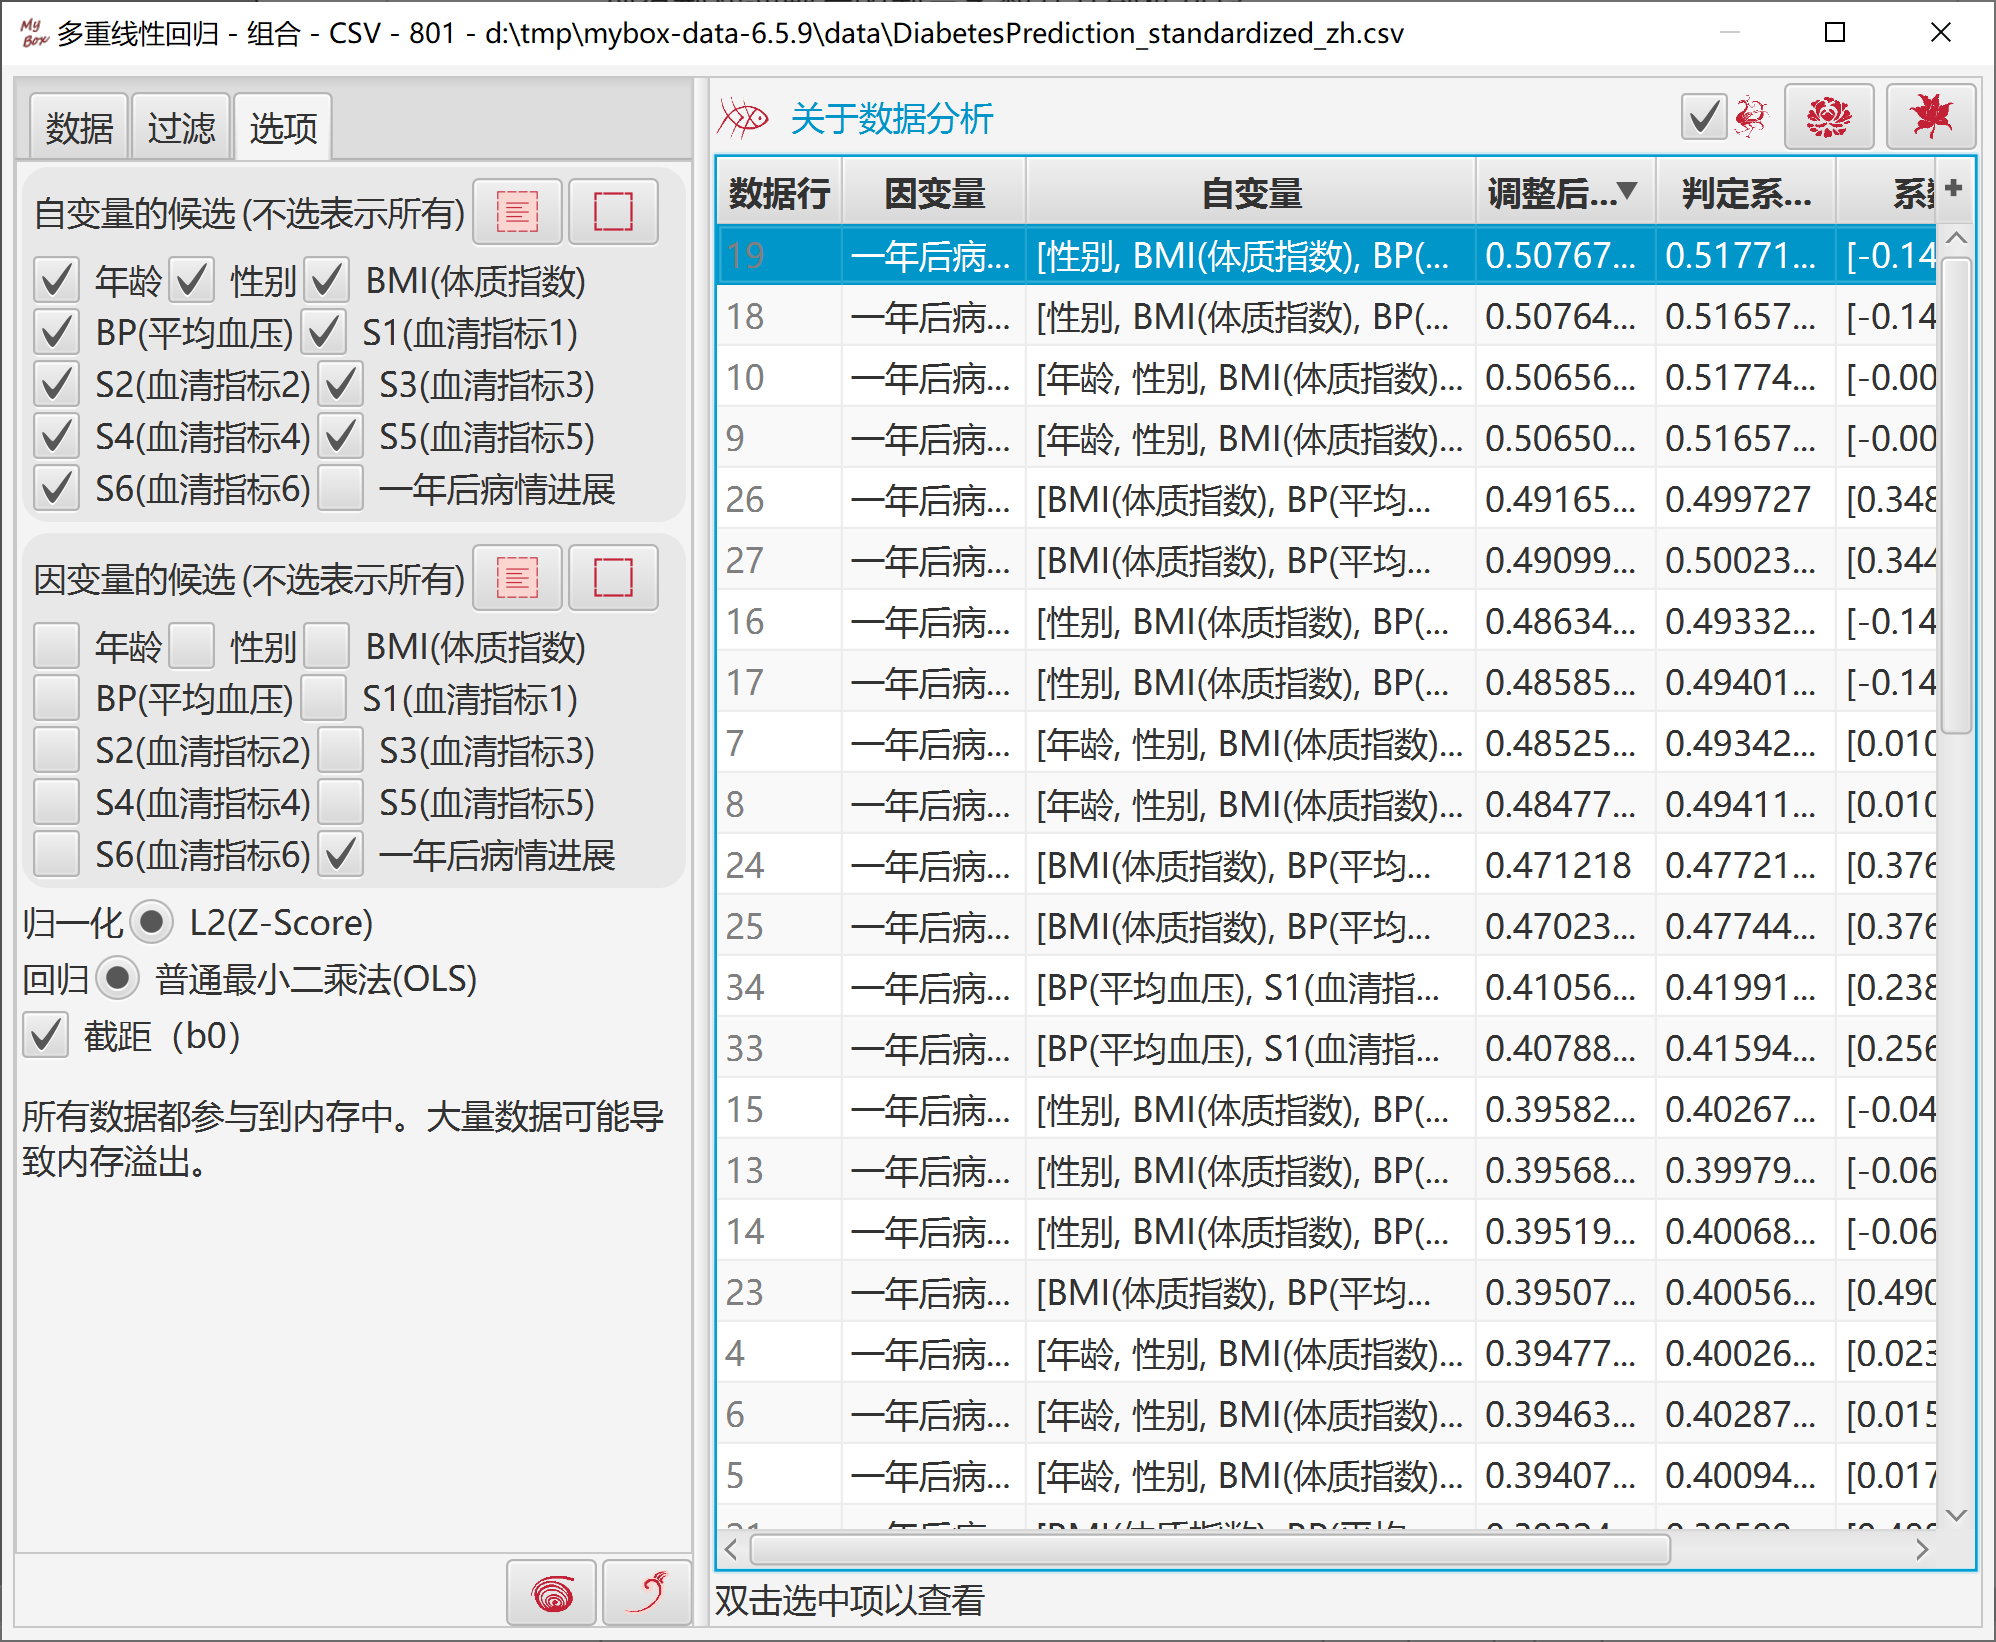 My Box 多重线性回归 - 组合 - CSV - 801 - d:\tmp\mybox-data-6.5.9\data\DiabetesPrediction_standardized_zh.csv
数据 过滤 选项
自变量的候选 (不选表示所有)
年龄 性别 BMI(体质指数)
BP(平均血压) S1(血清指标1)
S2(血清指标2) S3(血清指标3)
S4(血清指标4) S5(血清指标5)
S6(血清指标6) 一年后病情进展
因变量的候选 (不选表示所有)
年龄 性别 BMI(体质指数)
BP(平均血压) S1(血清指标1)
S2(血清指标2) S3(血清指标3)
S4(血清指标4) S5(血清指标5)
S6(血清指标6) 一年后病情进展
归一化 L2(Z-Score)
回归 普通最小二乘法(OLS)
截距（b0）
所有数据都参与到内存中。大量数据可能导
致内存溢出。
关于数据分析
数据行 因变量 自变量 调整后...▼ 判定系... 系 +
19 一年后病... [性别, BMI(体质指数), BP(... 0.50767... 0.51771... [-0.14
18 一年后病... [性别, BMI(体质指数), BP(... 0.50764... 0.51657... [-0.14
10 一年后病... [年龄, 性别, BMI(体质指数)... 0.50656... 0.51774... [-0.00
9 一年后病... [年龄, 性别, BMI(体质指数)... 0.50650... 0.51657... [-0.00
26 一年后病... [BMI(体质指数), BP(平均... 0.49165... 0.499727 [0.348
27 一年后病... [BMI(体质指数), BP(平均... 0.49099... 0.50023... [0.344
16 一年后病... [性别, BMI(体质指数), BP(... 0.48634... 0.49332... [-0.14
17 一年后病... [性别, BMI(体质指数), BP(... 0.48585... 0.49401... [-0.14
7 一年后病... [年龄, 性别, BMI(体质指数)... 0.48525... 0.49342... [0.010
8 一年后病... [年龄, 性别, BMI(体质指数)... 0.48477... 0.49411... [0.010
24 一年后病... [BMI(体质指数), BP(平均... 0.471218 0.47721... [0.376
25 一年后病... [BMI(体质指数), BP(平均... 0.47023... 0.47744... [0.376
34 一年后病... [BP(平均血压), S1(血清指... 0.41056... 0.41991... [0.238
33 一年后病... [BP(平均血压), S1(血清指... 0.40788... 0.41594... [0.256
15 一年后病... [性别, BMI(体质指数), BP(... 0.39582... 0.40267... [-0.04
13 一年后病... [性别, BMI(体质指数), BP(... 0.39568... 0.39979... [-0.06
14 一年后病... [性别, BMI(体质指数), BP(... 0.39519... 0.40068... [-0.06
23 一年后病... [BMI(体质指数), BP(平均... 0.39507... 0.40056... [0.490
4 一年后病... [年龄, 性别, BMI(体质指数)... 0.39477... 0.40026... [0.023
6 一年后病... [年龄, 性别, BMI(体质指数)... 0.39463... 0.40287... [0.015
5 一年后病... [年龄, 性别, BMI(体质指数)... 0.39407... 0.40094... [0.017
双击选中项以查看